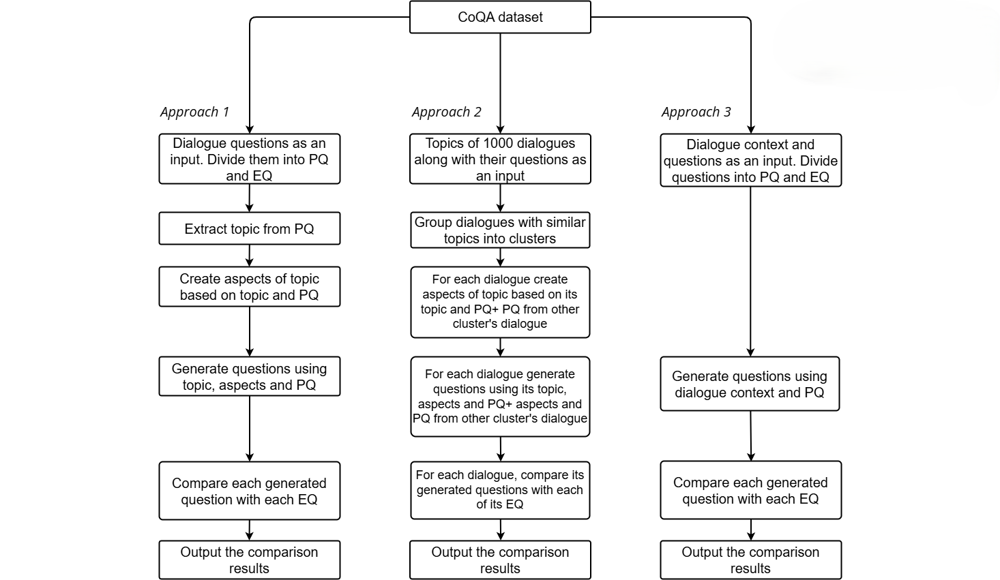 CoQA dataset
Approach 1
Dialogue questions as an
input. Divide them into PQ
and EQ
Extract topic from PQ
Create aspects of topic
based on topic and PQ
Generate questions using
topic, aspects and PQ
Compare each generated
question with each EQ
Output the comparison
results
Approach 2
Topics of 1000 dialogues
along with their questions as
an input
Group dialogues with similar
topics into clusters
For each dialogue create
aspects of topic based on its
topic and PQ+ PQ from other
cluster's dialogue
For each dialogue generate
questions using its topic,
aspects and PQ+ aspects and
PQ from other cluster's dialogue
For each dialogue, compare its
generated questions with each
of its EQ
Output the comparison
results
Approach 3
Dialogue context and
questions as an input. Divide
questions into PQ and EQ
Generate questions using
dialogue context and PQ
Compare each generated
question with each EQ
Output the comparison
results